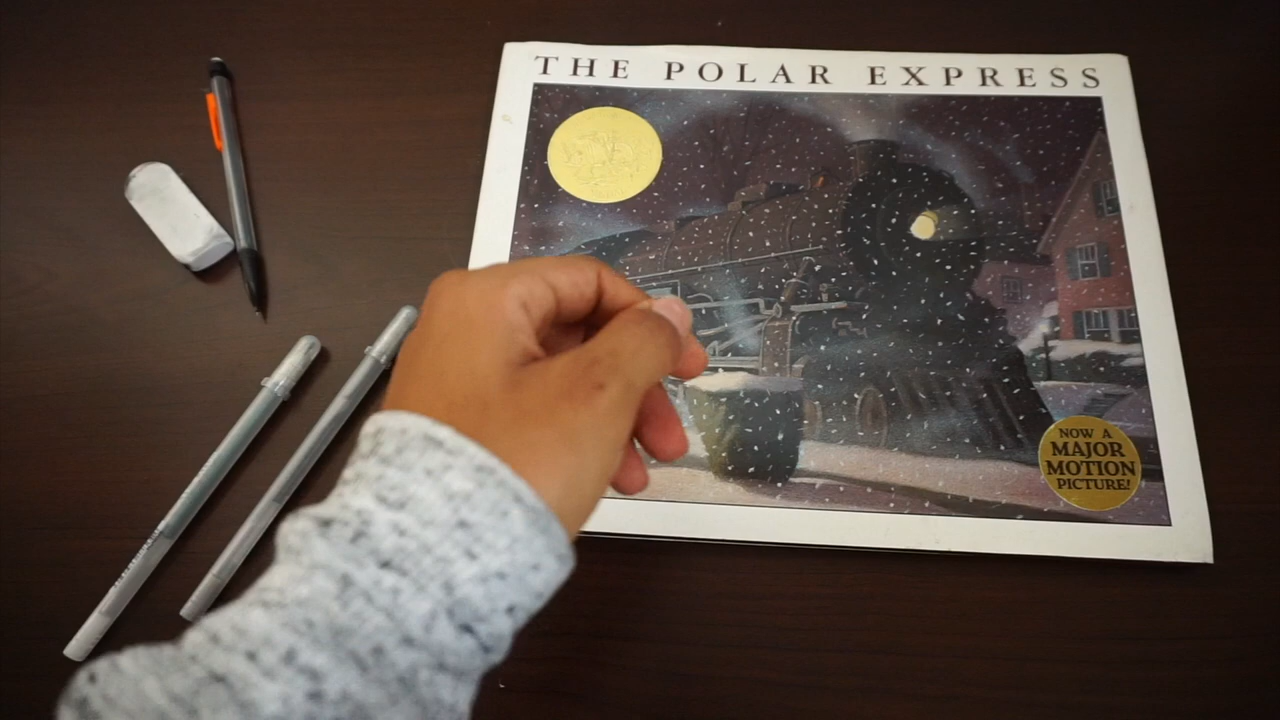 THE POLAR EXPRESS
NOW A
MAJOR
MOTION
PICTURE!